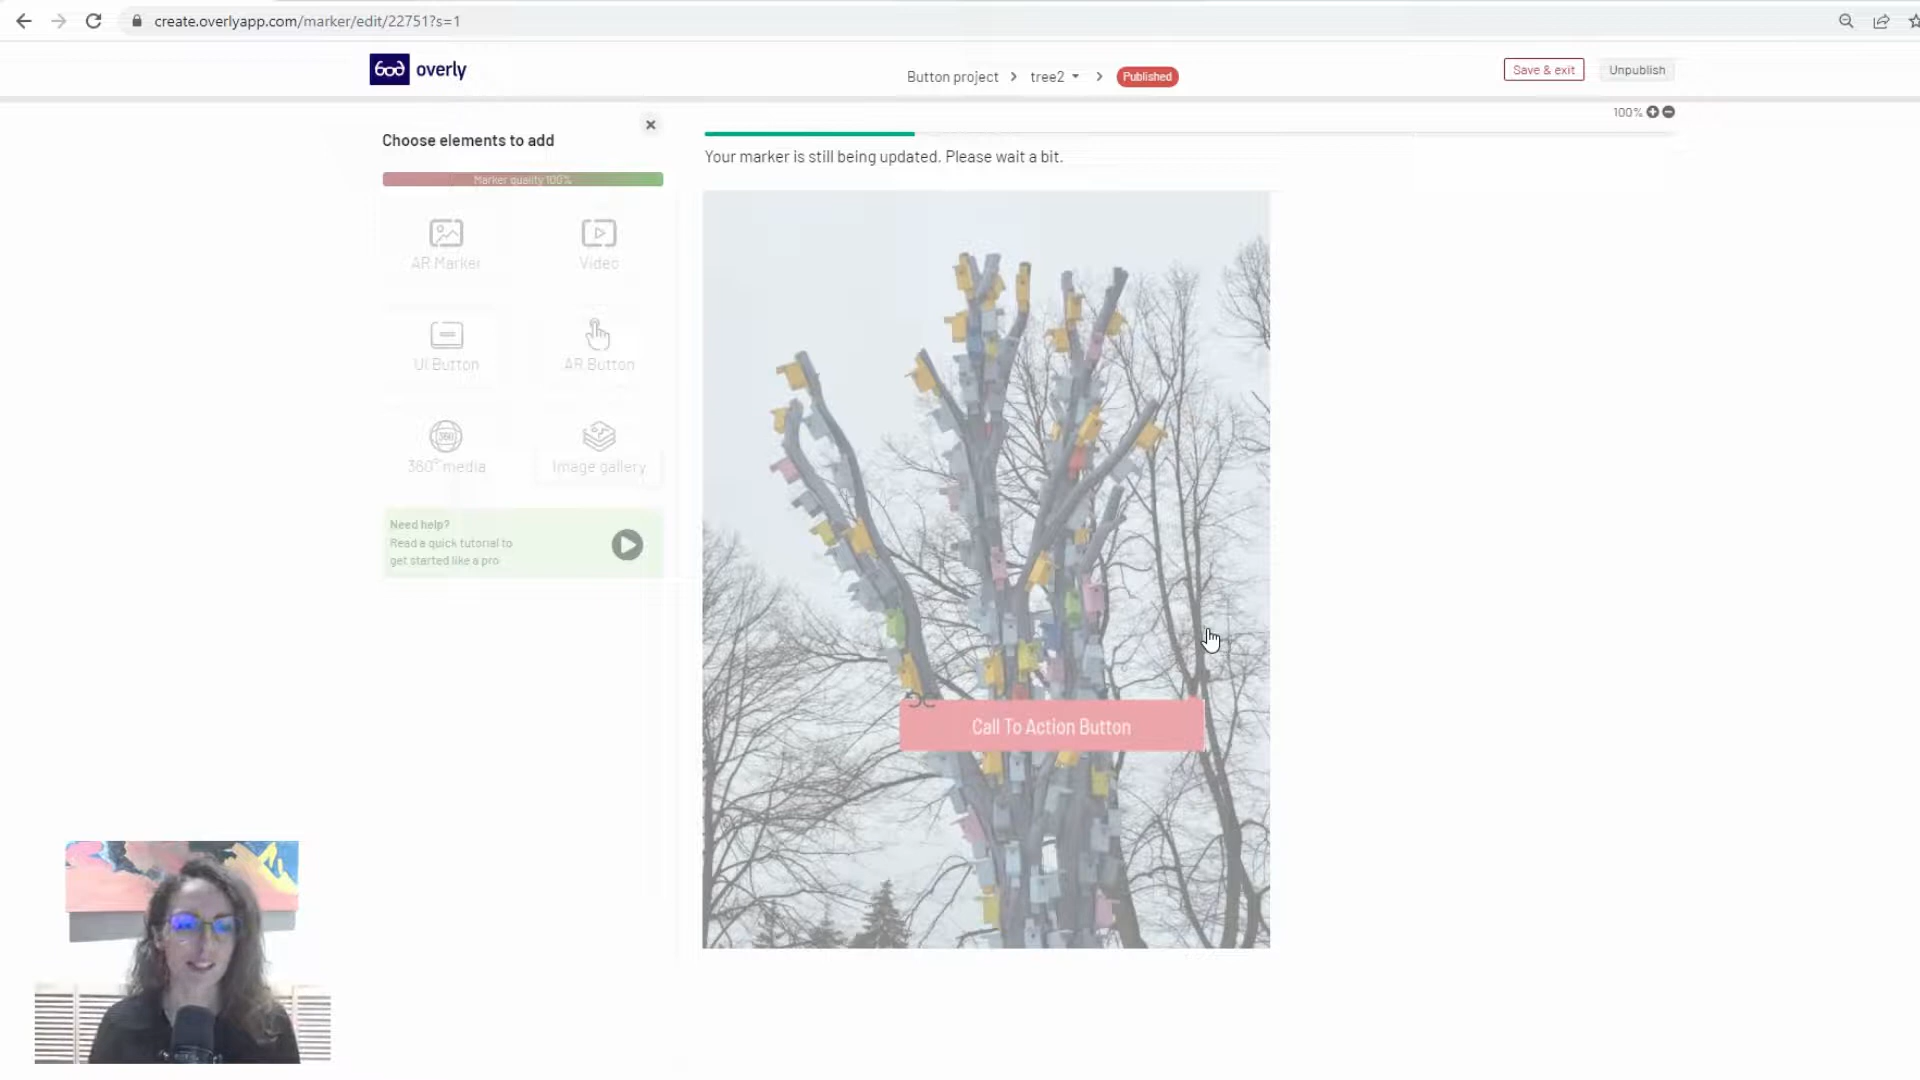 create.overlyapp.com/marker/edit/22751?s=1
overly
Button project
tree2
Published
Save & exit
Unpublish
100%
Choose elements to add
Your marker is still being updated. Please wait a bit.
Marker quality 100%
AR Marker
Video
UI Button
AR Button
360
360° media
Image gallery
Need help?
Read a quick tutorial to
get started like a pro
Call To Action Button